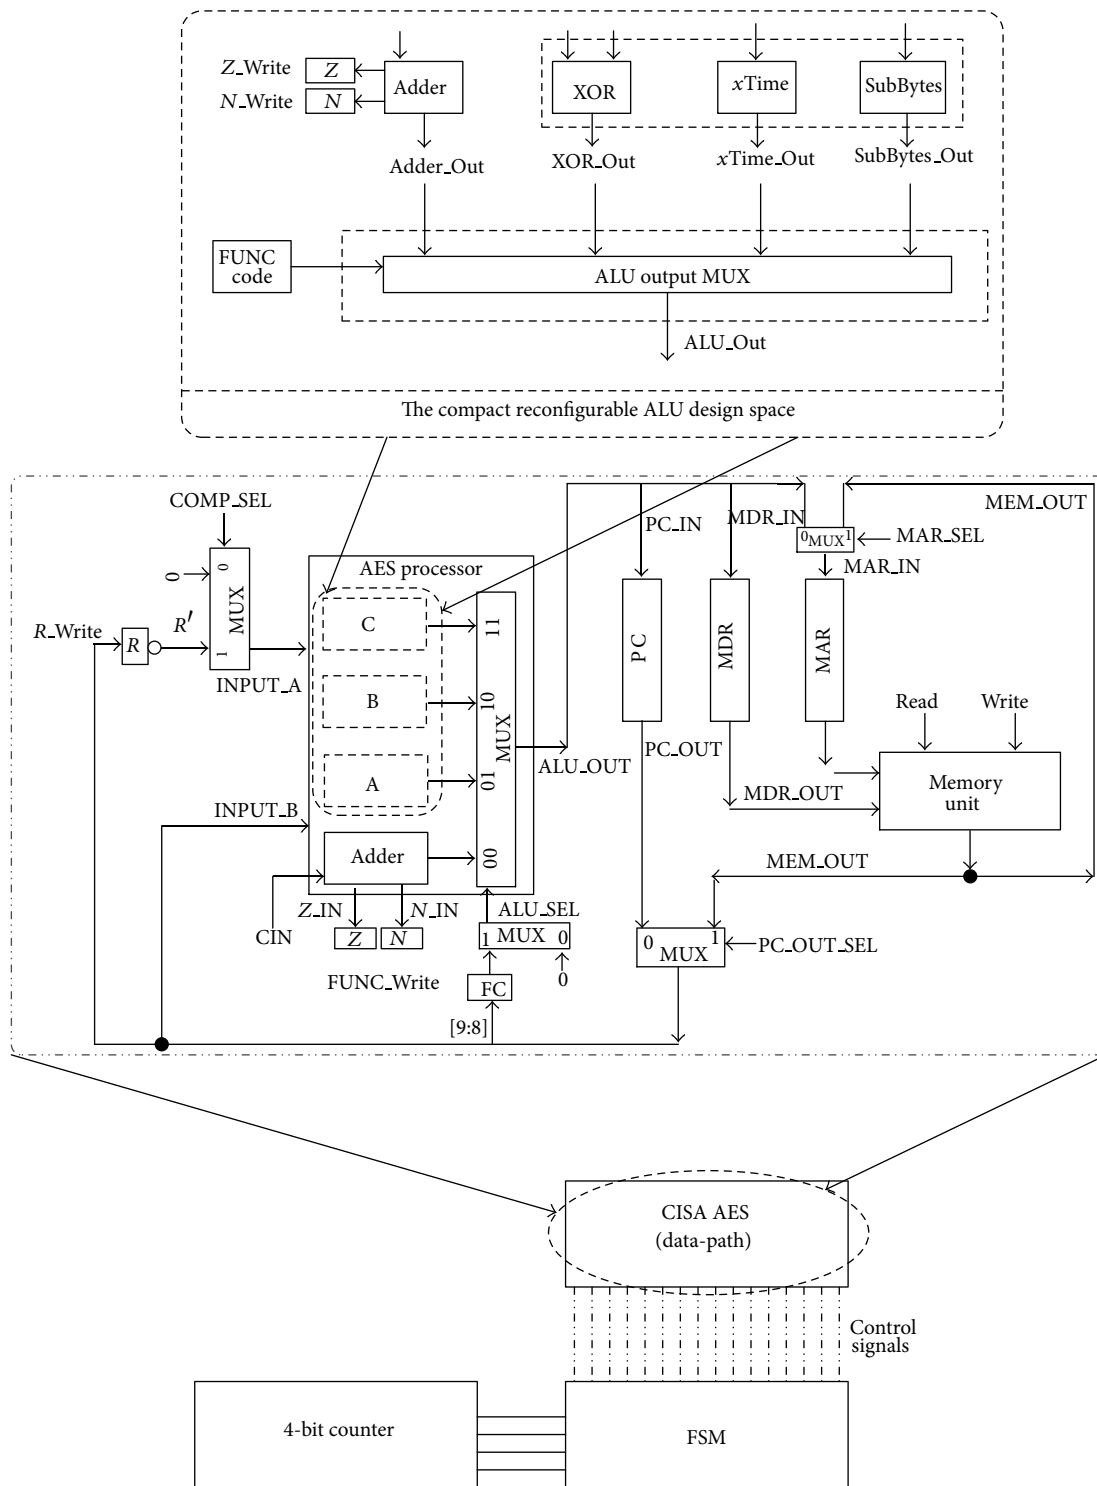 Z_Write
Z
N_Write
N
Adder
XOR
xTime
SubBytes
Adder_Out
XOR_Out
xTime_Out
SubBytes_Out
FUNC
code
ALU output MUX
ALU_Out
The compact reconfigurable ALU design space
COMP_SEL
0
0
MUX
1
R_Write
R
R′
INPUT_A
INPUT_B
AES processor
C
B
A
Adder
11
10
01
00
MUX
ALU_OUT
CIN
Z_IN
N_IN
Z
N
ALU_SEL
1
MUX
0
0
FUNC_Write
FC
[9:8]
PC_IN
MDR_IN
MEM_OUT
0
MUX
1
MAR_SEL
MAR_IN
PC
MDR
MAR
PC_OUT
MDR_OUT
Read
Write
Memory
unit
MEM_OUT
0
1
MUX
PC_OUT_SEL
CISA AES
(data-path)
Control
signals
4-bit counter
FSM